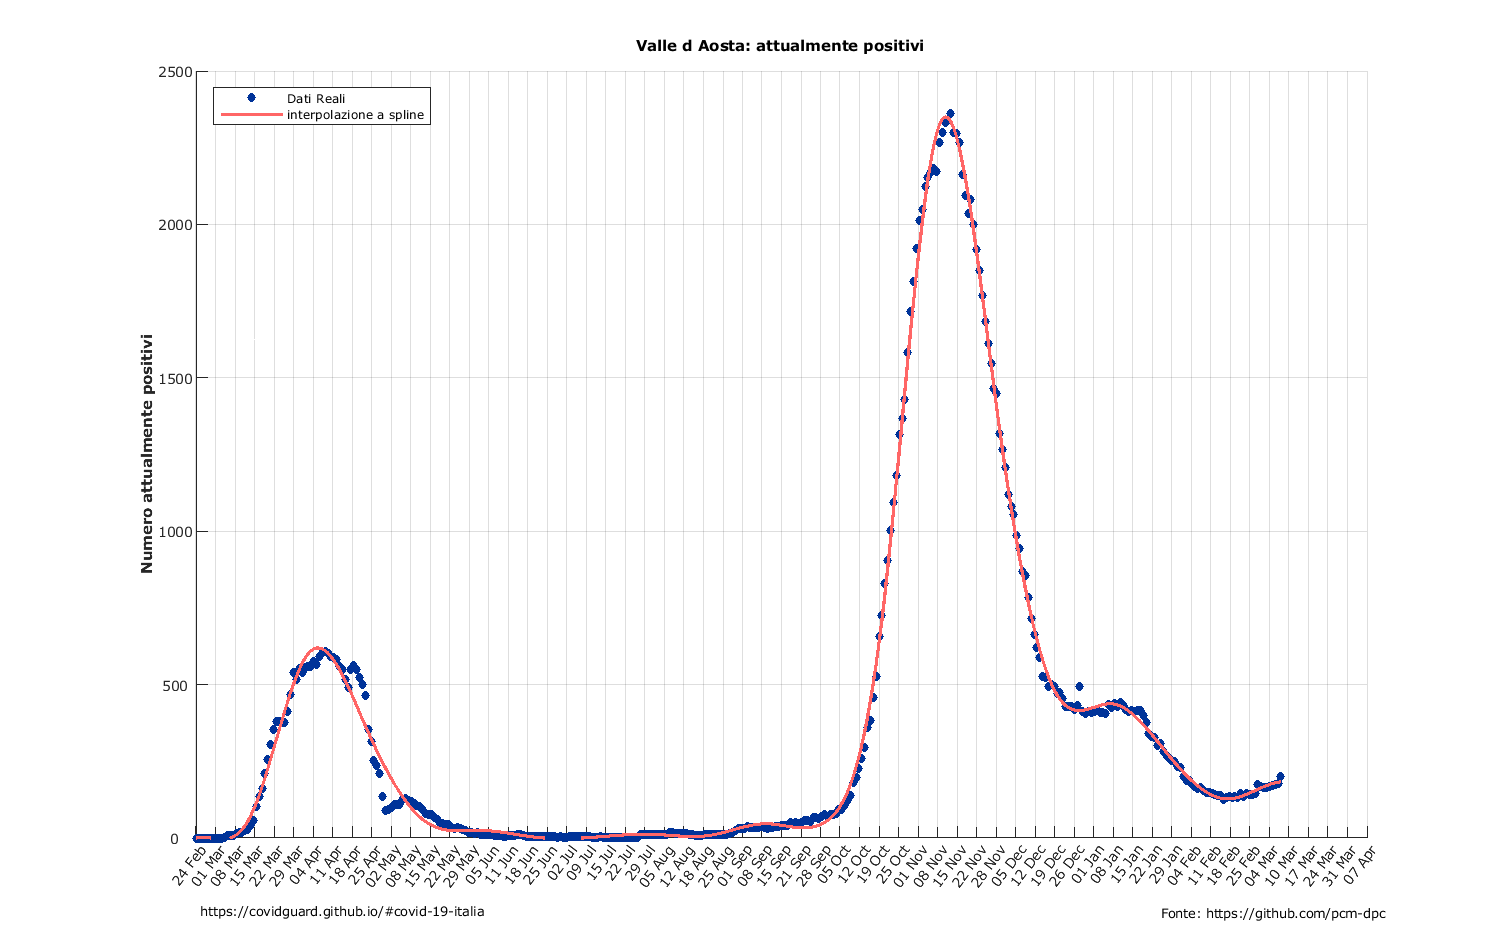 Valle d Aosta: attualmente positivi
Dati Reali
interpolazione a spline
Numero attualmente positivi
2500
2000
1500
1000
500
0
24 Feb
01 Mar
08 Mar
15 Mar
22 Mar
29 Mar
04 Apr
11 Apr
18 Apr
25 Apr
02 May
08 May
15 May
22 May
29 May
05 Jun
11 Jun
18 Jun
25 Jun
02 Jul
09 Jul
15 Jul
22 Jul
29 Jul
05 Aug
12 Aug
18 Aug
25 Aug
01 Sep
08 Sep
15 Sep
21 Sep
28 Sep
05 Oct
12 Oct
19 Oct
25 Oct
01 Nov
08 Nov
15 Nov
22 Nov
28 Nov
05 Dec
12 Dec
19 Dec
26 Dec
01 Jan
08 Jan
15 Jan
22 Jan
29 Jan
04 Feb
11 Feb
18 Feb
25 Feb
04 Mar
10 Mar
17 Mar
24 Mar
31 Mar
07 Apr
https://covidguard.github.io/#covid-19-italia
Fonte: https://github.com/pcm-dpc